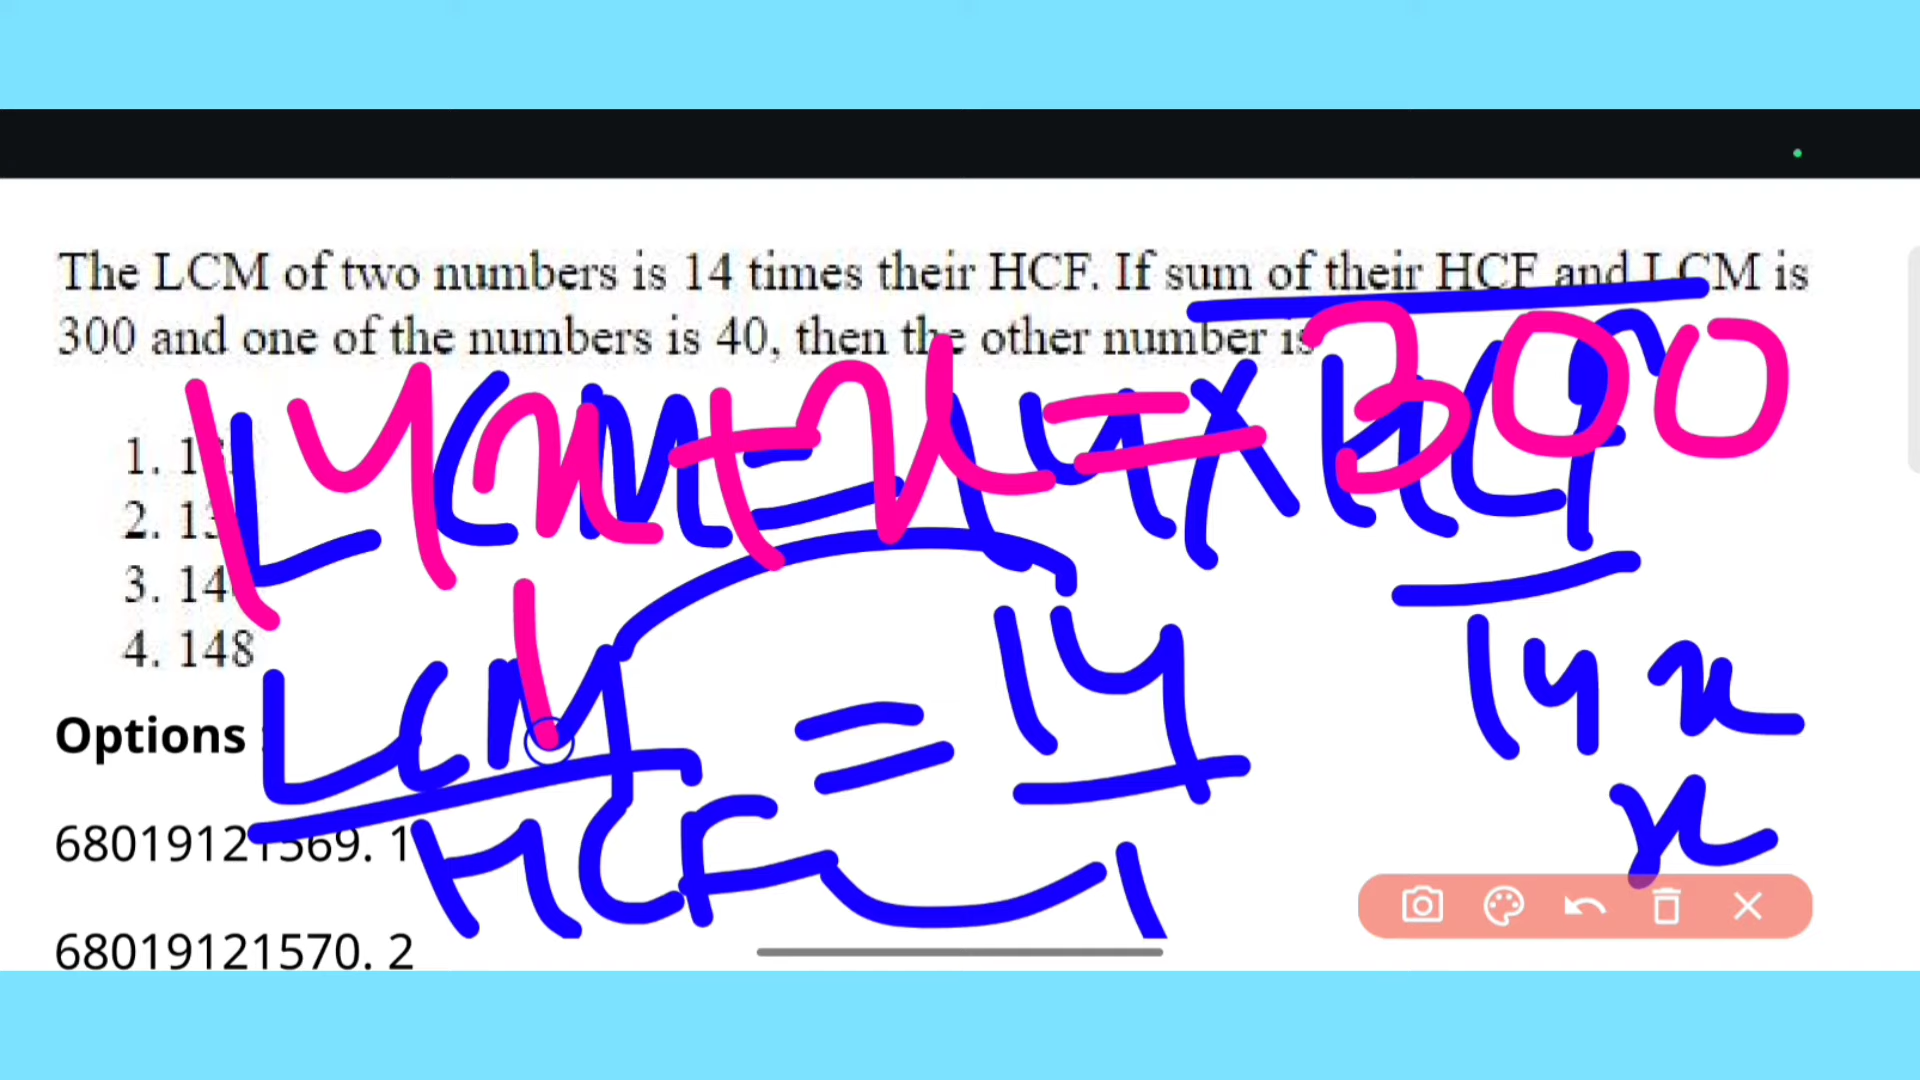 The LCM of two numbers is 14 times their HCF. If sum of their HCF and LCM is
300 and one of the numbers is 40, then the other number is
14x + x = 300
LCM = 14 x HCF
1.
2.
3.
4. 148
14x
x
LCM = 14
HCF 1
Options
68019121569. 1
68019121570. 2